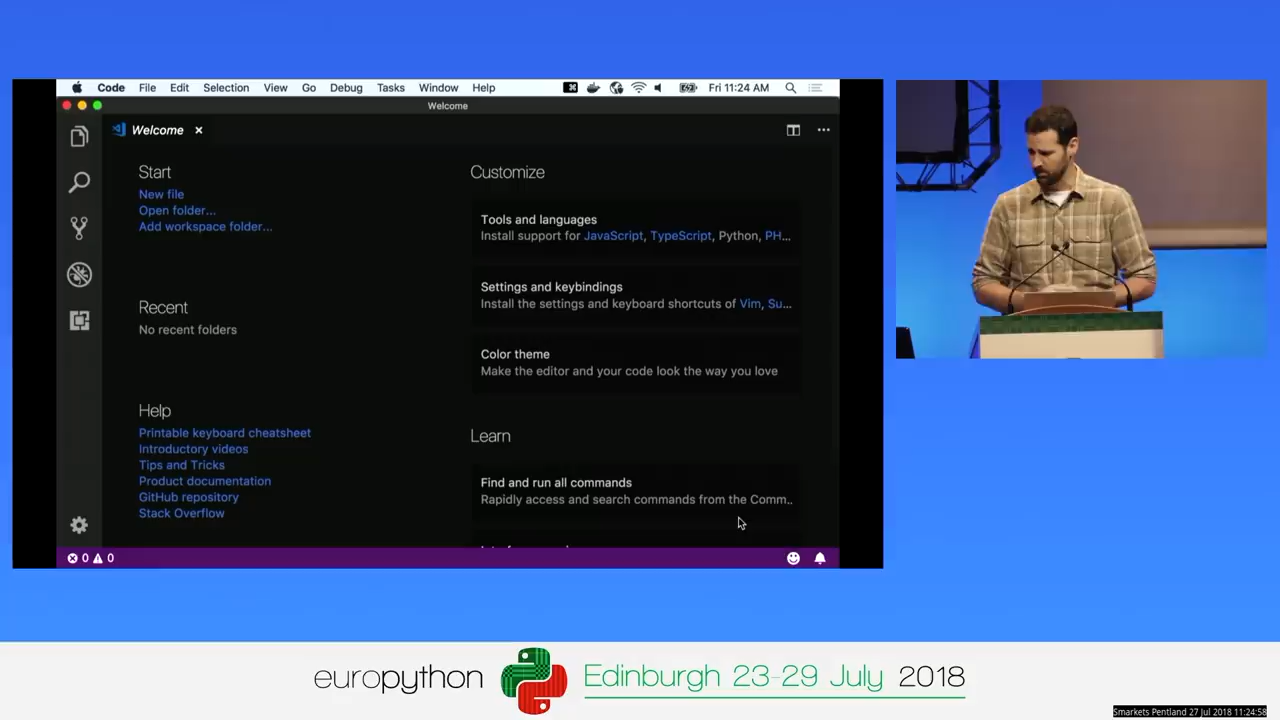 Code File Edit Selection View Go Debug Tasks Window Help Fri 11:24 AM
Welcome
Welcome
Start
New file
Open folder...
Add workspace folder...
Recent
No recent folders
Help
Printable keyboard cheatsheet
Introductory videos
Tips and Tricks
Product documentation
GitHub repository
Stack Overflow
Customize
Tools and languages
Install support for JavaScript, TypeScript, Python, PH...
Settings and keybindings
Install the settings and keyboard shortcuts of Vim, Su...
Color theme
Make the editor and your code look the way you love
Learn
Find and run all commands
Rapidly access and search commands from the Comm..
0 0
europython Edinburgh 23-29 July 2018
Smarkets Pentland 27 Jul 2018 11:24:58